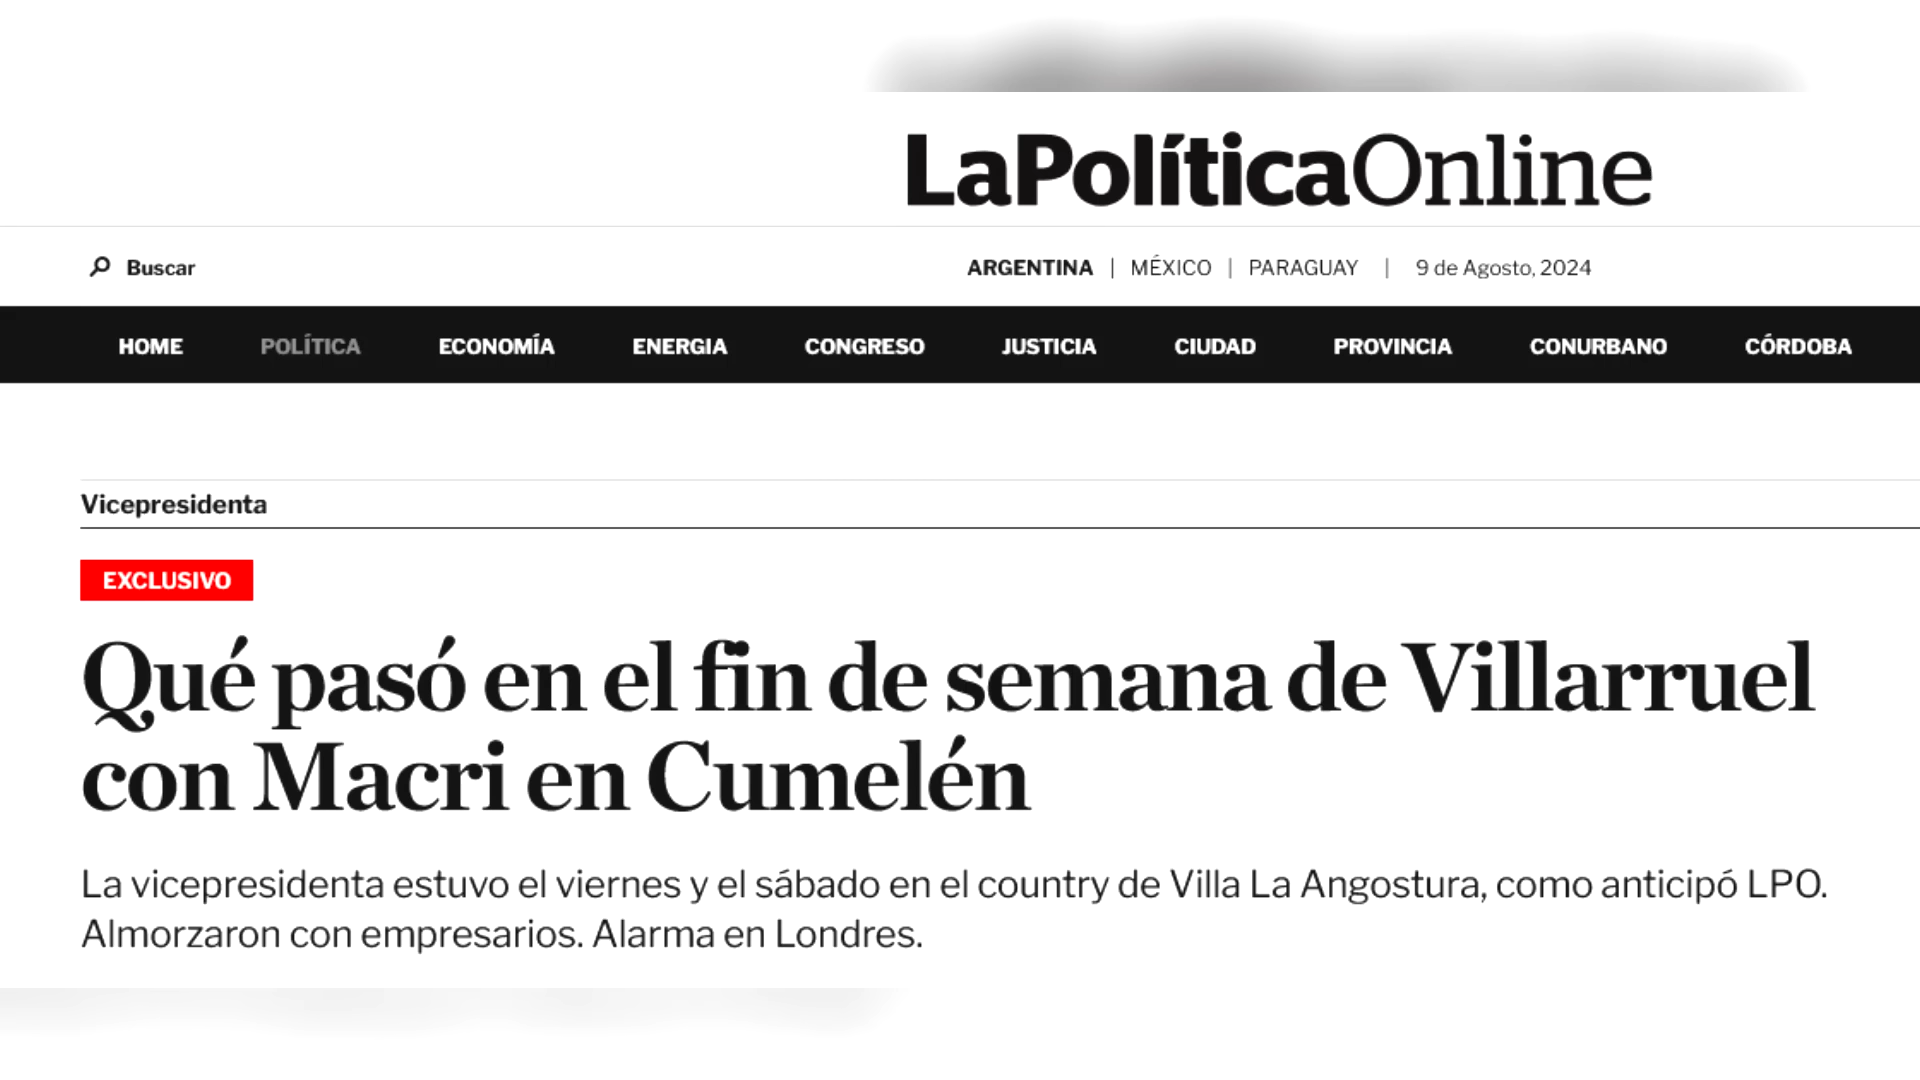 LaPolíticaOnline
Buscar
ARGENTINA | MÉXICO | PARAGUAY | 9 de Agosto, 2024
HOME POLÍTICA ECONOMÍA ENERGIA CONGRESO JUSTICIA CIUDAD PROVINCIA CONURBANO CÓRDOBA
Vicepresidenta
EXCLUSIVO
Qué pasó en el fin de semana de Villarruel
con Macri en Cumelén
La vicepresidenta estuvo el viernes y el sábado en el country de Villa La Angostura, como anticipó LPO.
Almorzaron con empresarios. Alarma en Londres.